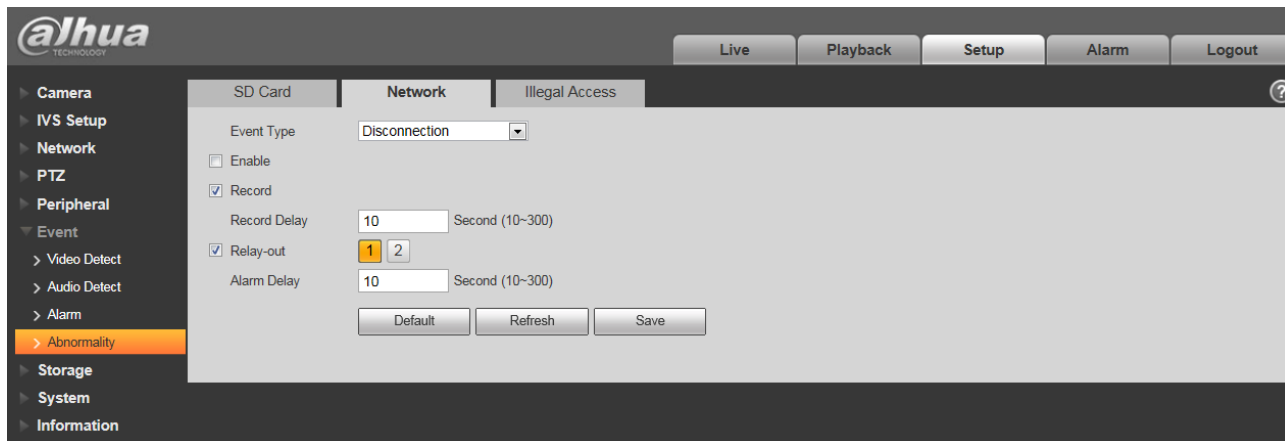 alhua
TECHNOLOGY
Live Playback Setup Alarm Logout
Camera
IVS Setup
Network
PTZ
Peripheral
Event
> Video Detect
> Audio Detect
> Alarm
> Abnormality
Storage
System
Information
SD Card Network Illegal Access
?
Event Type Disconnection
Enable
Record
Record Delay 10 Second (10~300)
Relay-out 1 2
Alarm Delay 10 Second (10~300)
Default Refresh Save